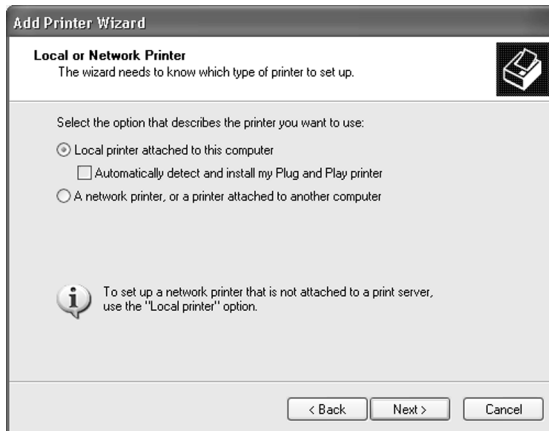 Add Printer Wizard
Local or Network Printer
The wizard needs to know which type of printer to set up.
Select the option that describes the printer you want to use:
Local printer attached to this computer
Automatically detect and install my Plug and Play printer
A network printer, or a printer attached to another computer
To set up a network printer that is not attached to a print server,
use the "Local printer" option.
< Back Next > Cancel